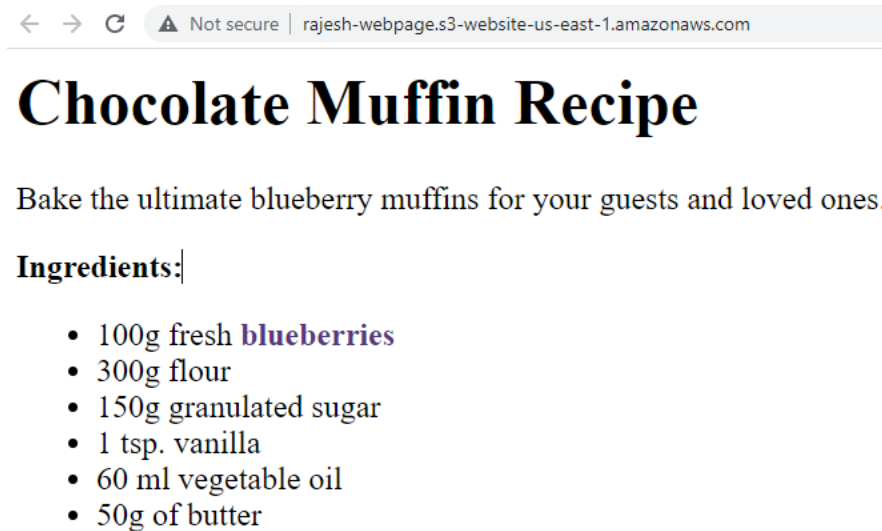 Not secure | rajesh-webpage.s3-website-us-east-1.amazonaws.com
Chocolate Muffin Recipe
Bake the ultimate blueberry muffins for your guests and loved ones.
Ingredients:
• 100g fresh blueberries
• 300g flour
• 150g granulated sugar
• 1 tsp. vanilla
• 60 ml vegetable oil
• 50g of butter